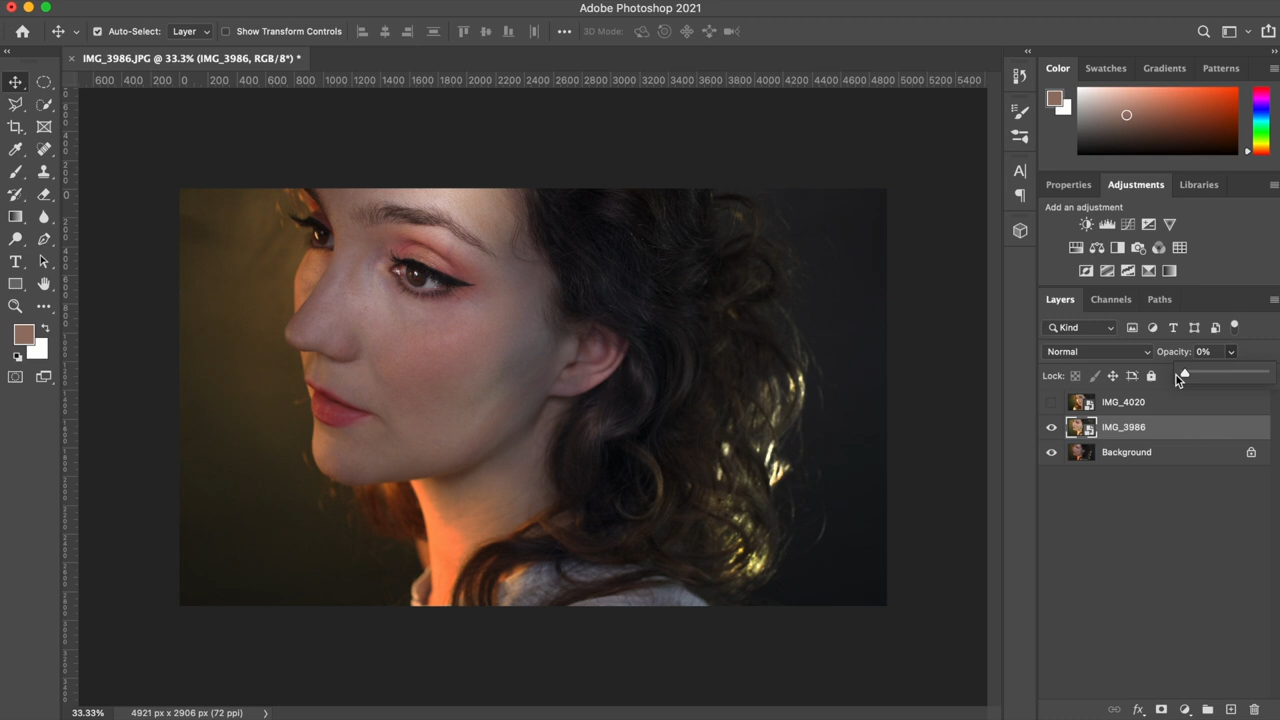 Adobe Photoshop 2021
Auto-Select: Layer Show Transform Controls 3D Mode:
× IMG_3986.JPG @ 33.3% (IMG_3986, RGB/8*) *
600 400 200 0 200 400 600 800 1000 1200 1400 1600 1800 2000 2200 2400 2600 2800 3000 3200 3400 3600 3800 4000 4200 4400 4600 4800 5000 5200 5400
Color Swatches Gradients Patterns
Properties Adjustments Libraries
Add an adjustment
Layers Channels Paths
Kind
Normal Opacity: 0%
Lock:
IMG_4020
IMG_3986
Background
33.33% 4921 px x 2906 px (72 ppi)